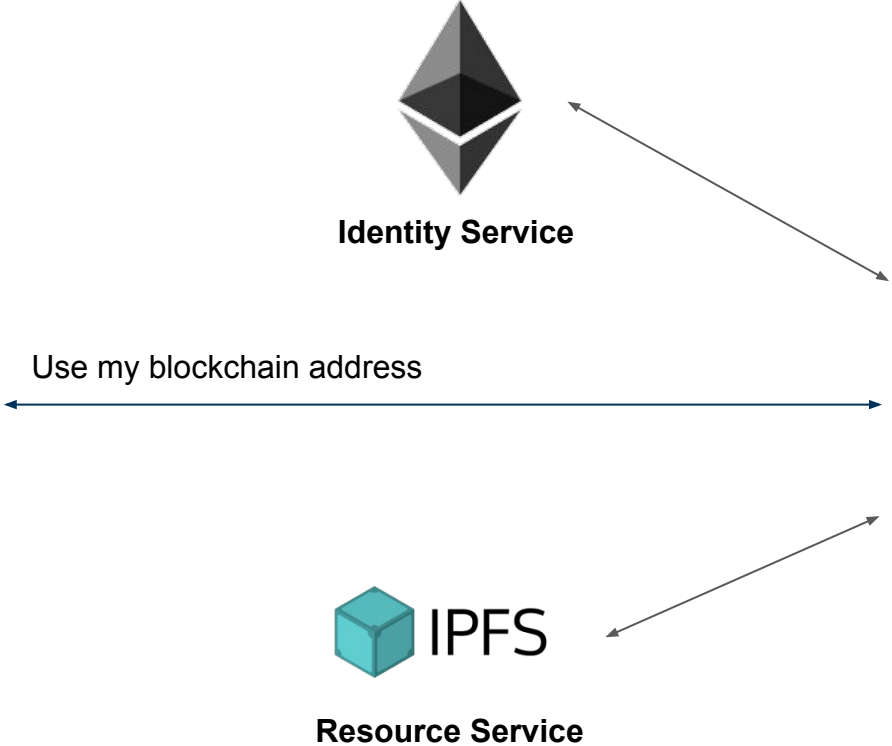 Identity Service
Use my blockchain address
IPFS
Resource Service